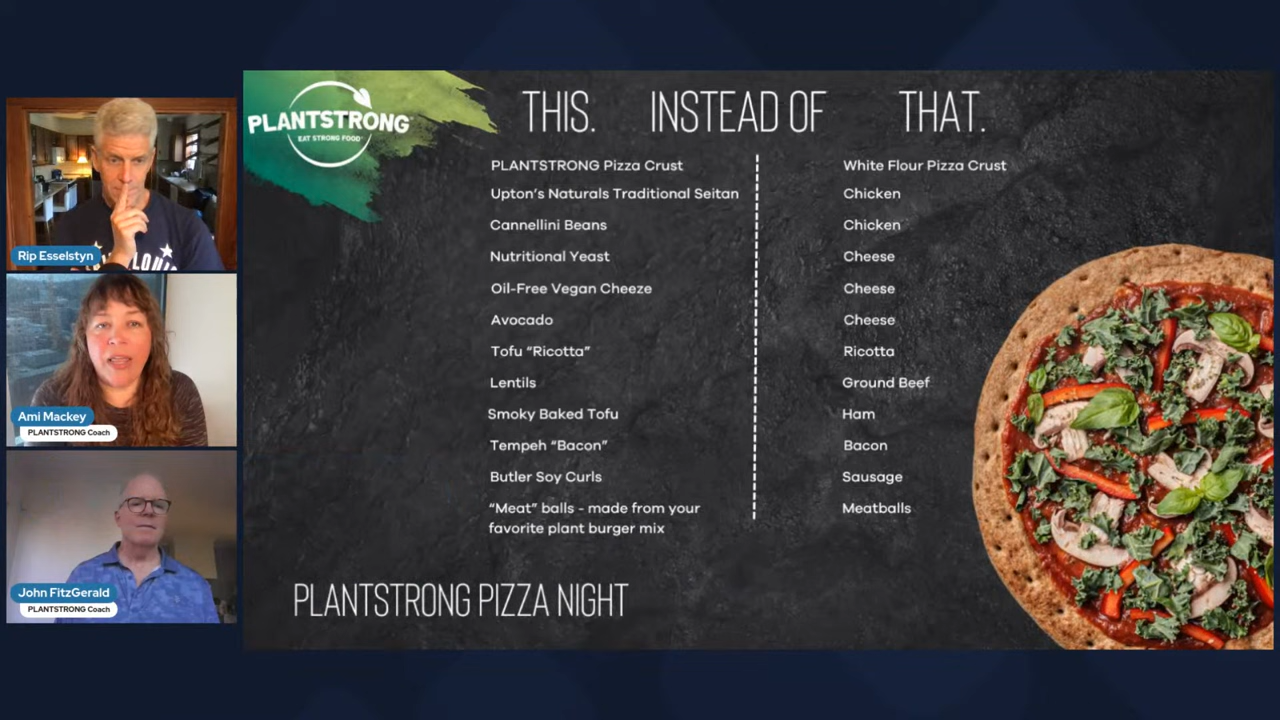 PLANTSTRONG
EAT STRONG FOOD
THIS. INSTEAD OF THAT.
PLANTSTRONG Pizza Crust White Flour Pizza Crust
Upton's Naturals Traditional Seitan Chicken
Cannellini Beans Chicken
Nutritional Yeast Cheese
Oil-Free Vegan Cheeze Cheese
Avocado Cheese
Tofu “Ricotta” Ricotta
Lentils Ground Beef
Smoky Baked Tofu Ham
Tempeh “Bacon” Bacon
Butler Soy Curls Sausage
“Meat” balls - made from your Meatballs
favorite plant burger mix
PLANTSTRONG PIZZA NIGHT
Rip Esselstyn
Ami Mackey
PLANTSTRONG Coach
John FitzGerald
PLANTSTRONG Coach